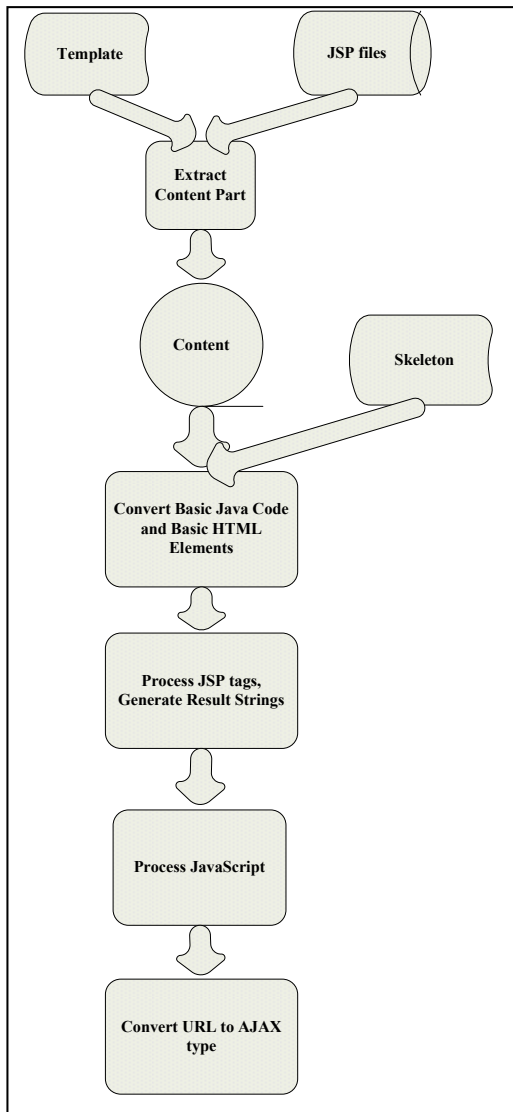 Template
JSP files
Extract
Content Part
Content
Skeleton
Convert Basic Java Code
and Basic HTML
Elements
Process JSP tags,
Generate Result Strings
Process JavaScript
Convert URL to AJAX
type